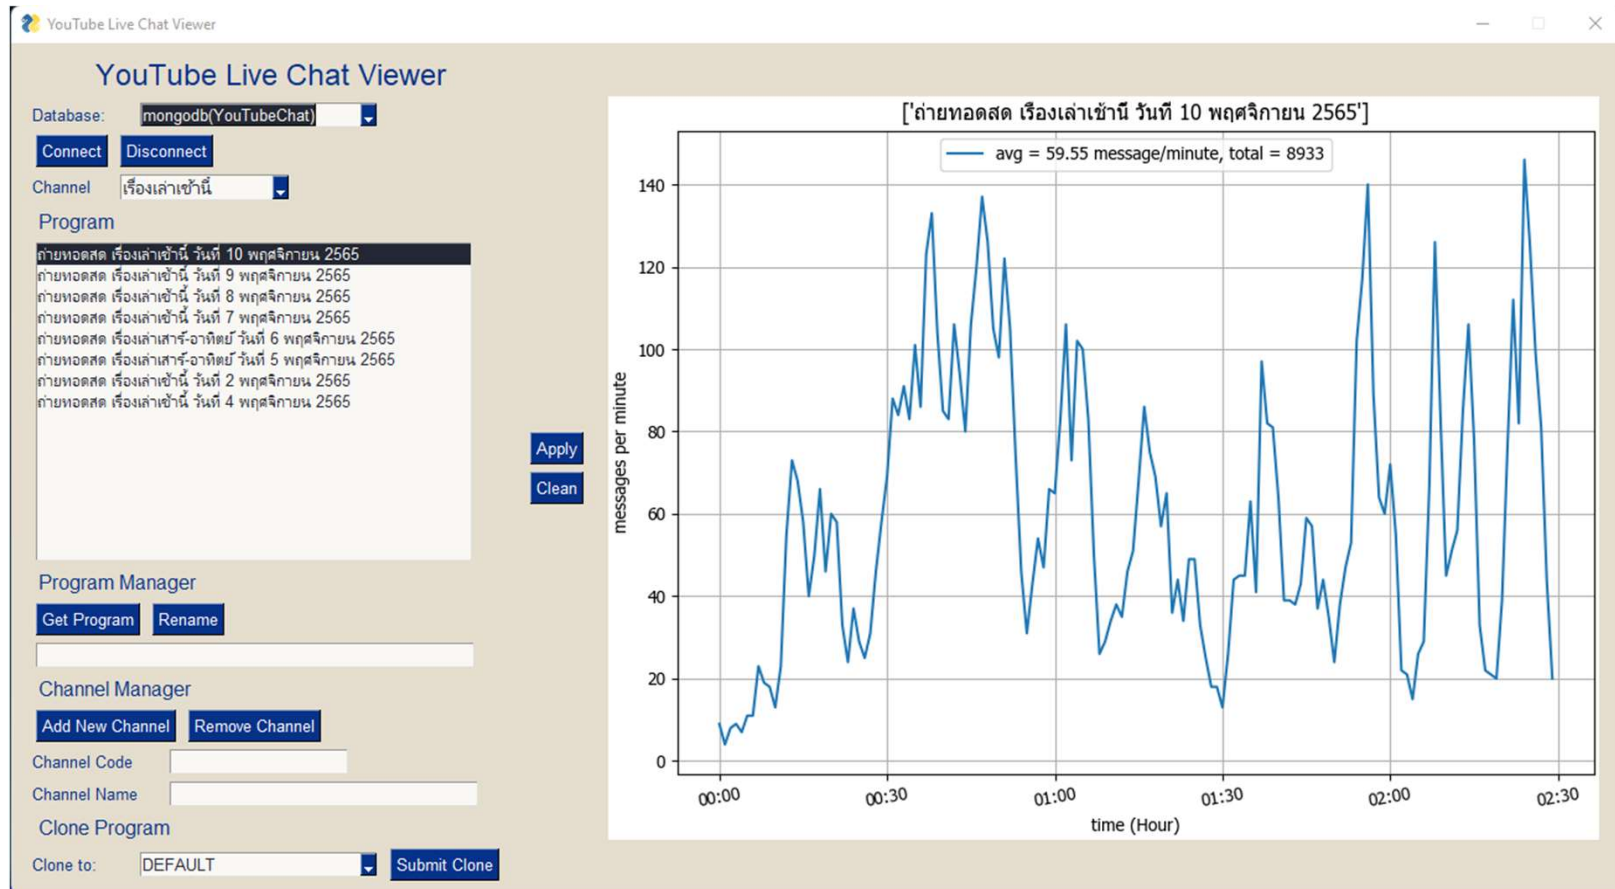 YouTube Live Chat Viewer
YouTube Live Chat Viewer
Database: mongodb(YouTubeChat)
Connect Disconnect
Channel เรื่องเล่าเช้านี้
Program
ถ่ายทอดสด เรื่องเล่าเช้านี้ วันที่ 10 พฤศจิกายน 2565
ถ่ายทอดสด เรื่องเล่าเช้านี้ วันที่ 9 พฤศจิกายน 2565
ถ่ายทอดสด เรื่องเล่าเช้านี้ วันที่ 8 พฤศจิกายน 2565
ถ่ายทอดสด เรื่องเล่าเช้านี้ วันที่ 7 พฤศจิกายน 2565
ถ่ายทอดสด เรื่องเล่าเสาร์-อาทิตย์ วันที่ 6 พฤศจิกายน 2565
ถ่ายทอดสด เรื่องเล่าเสาร์-อาทิตย์ วันที่ 5 พฤศจิกายน 2565
ถ่ายทอดสด เรื่องเล่าเช้านี้ วันที่ 2 พฤศจิกายน 2565
ถ่ายทอดสด เรื่องเล่าเช้านี้ วันที่ 4 พฤศจิกายน 2565
Apply
Clean
Program Manager
Get Program Rename
Channel Manager
Add New Channel Remove Channel
Channel Code
Channel Name
Clone Program
Clone to: DEFAULT Submit Clone
['ถ่ายทอดสด เรื่องเล่าเช้านี้ วันที่ 10 พฤศจิกายน 2565']
avg = 59.55 message/minute, total = 8933
messages per minute
140
120
100
80
60
40
20
0
00:00 00:30 01:00 01:30 02:00 02:30
time (Hour)